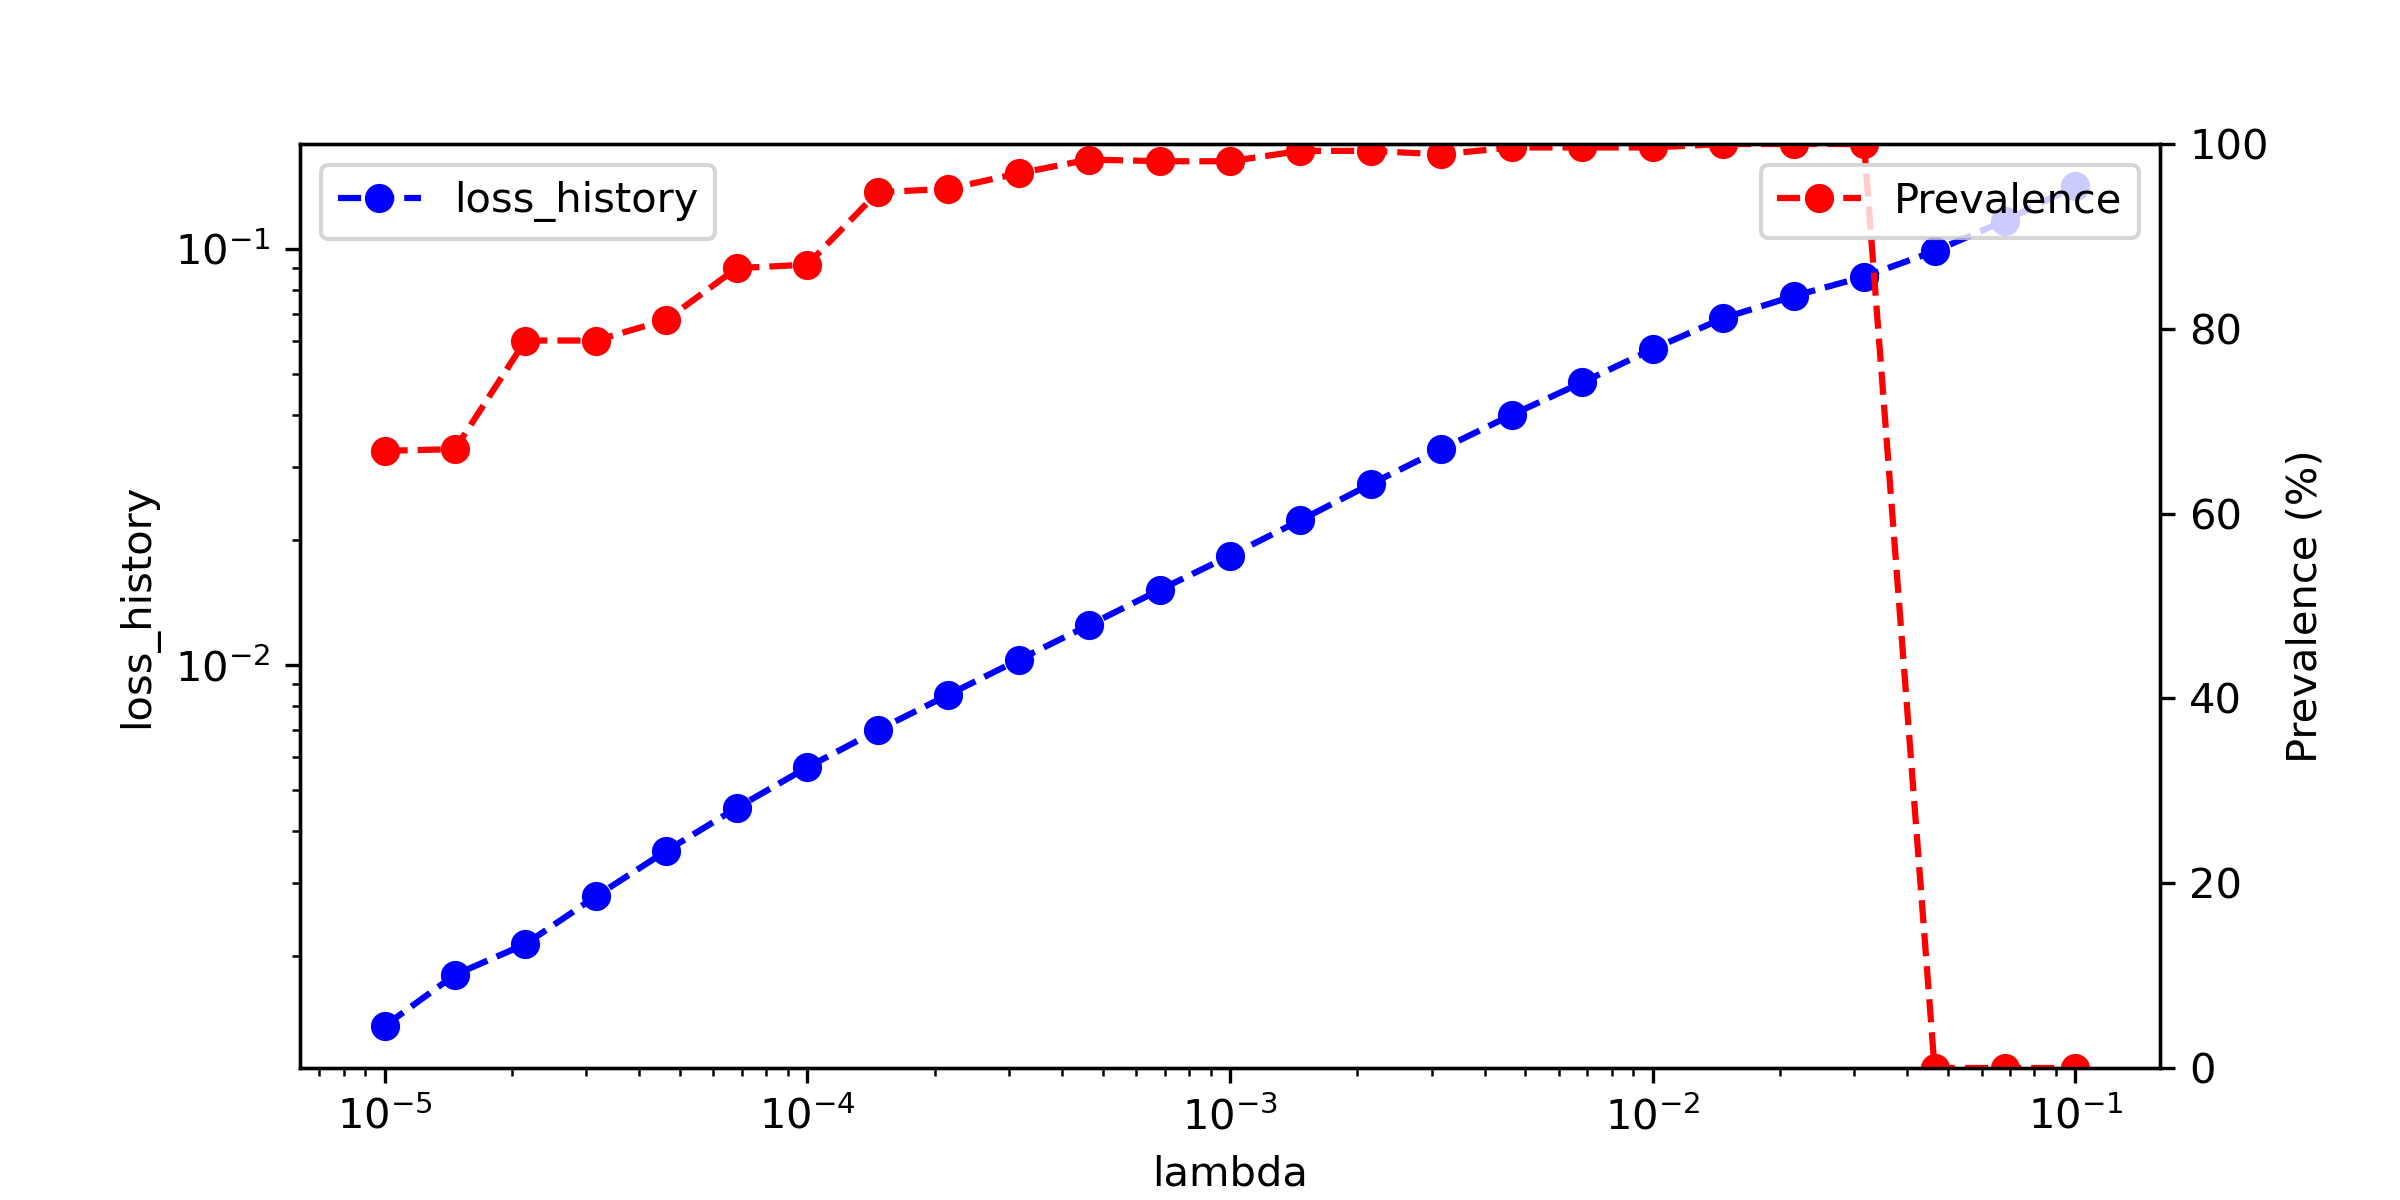 loss_history
Prevalence
10⁻¹
10⁻²
loss_history
100
80
60
40
20
0
Prevalence (%)
10⁻⁵
10⁻⁴
10⁻³
10⁻²
10⁻¹
lambda